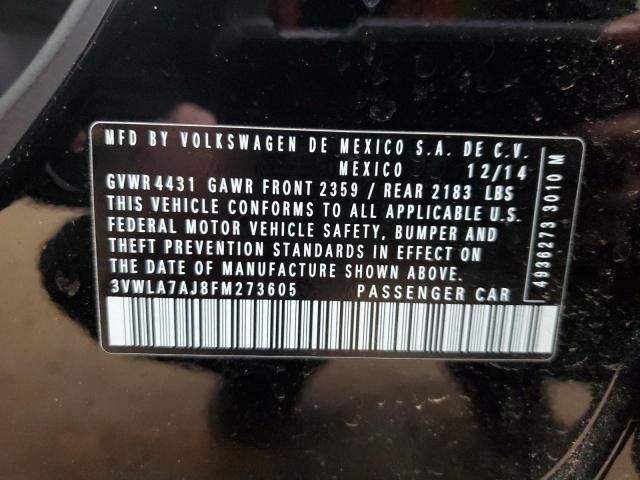 MFD BY VOLKSWAGEN DE MEXICO S.A. DE C.V.
MEXICO 12/14
GVWR 4431 GAWR FRONT 2359 / REAR 2183 LBS
THIS VEHICLE CONFORMS TO ALL APPLICABLE U.S.
FEDERAL MOTOR VEHICLE SAFETY, BUMPER AND
THEFT PREVENTION STANDARDS IN EFFECT ON
THE DATE OF MANUFACTURE SHOWN ABOVE.
3VWLA7AJ8FM273605 PASSENGER CAR
4936273 3010 M